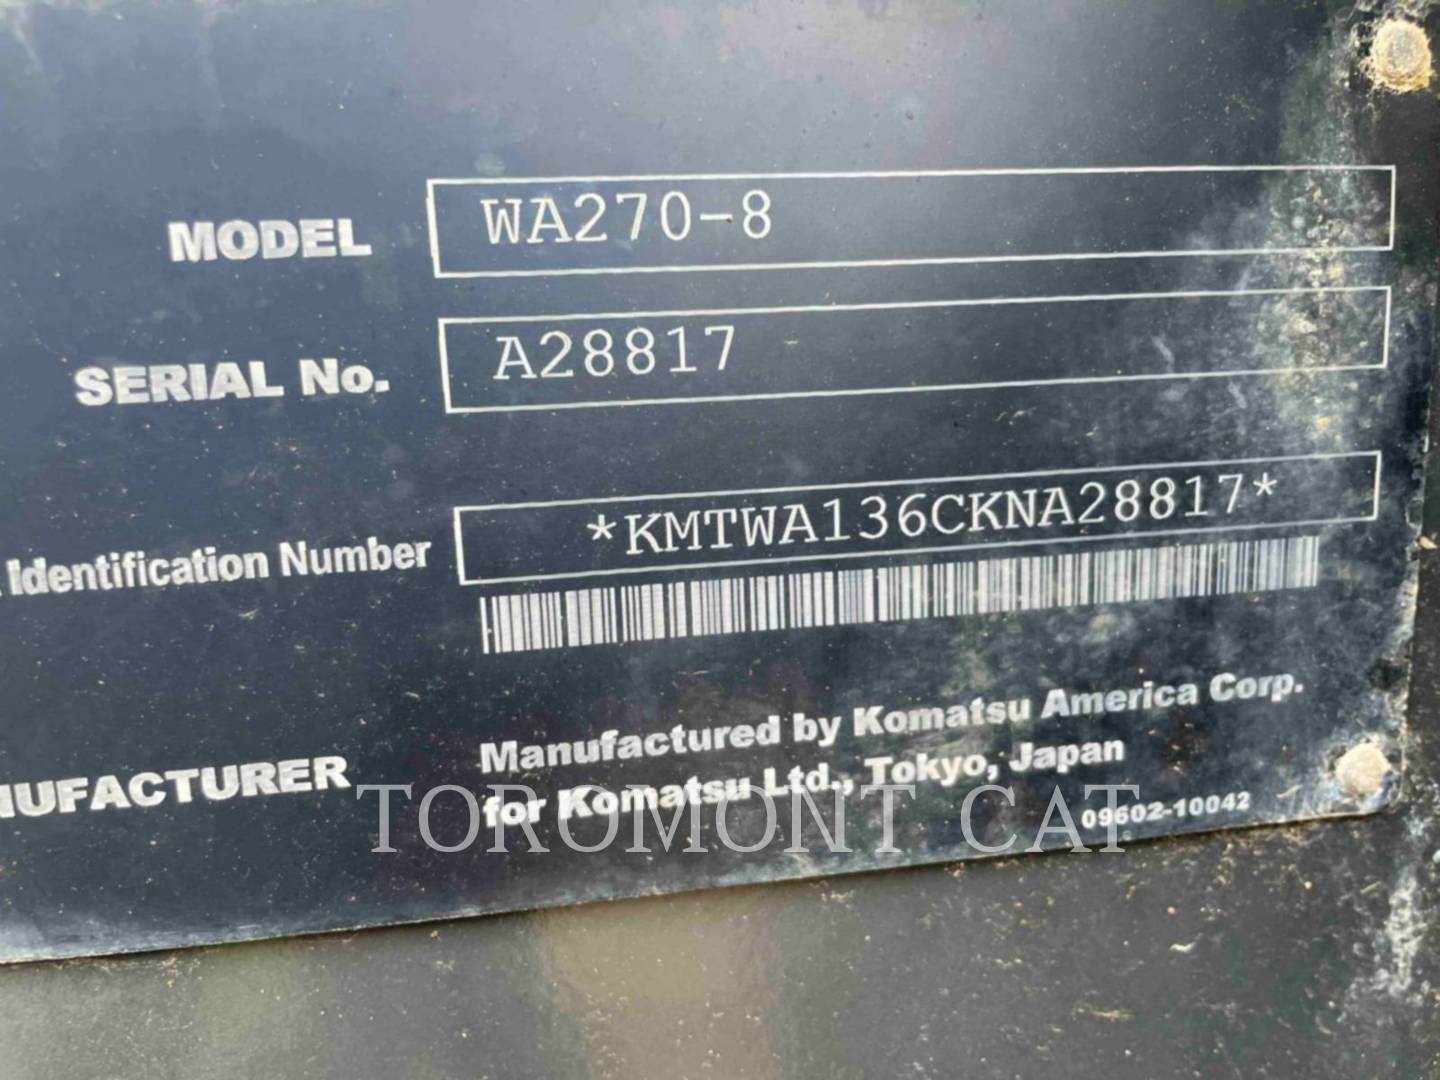 MODEL WA270-8
SERIAL No. A28817
Identification Number *KMTWA136CKNA28817*
NUFACTURER Manufactured by Komatsu America Corp.
for Komatsu Ltd., Tokyo, Japan
09602-10042
TOROMONT CAT